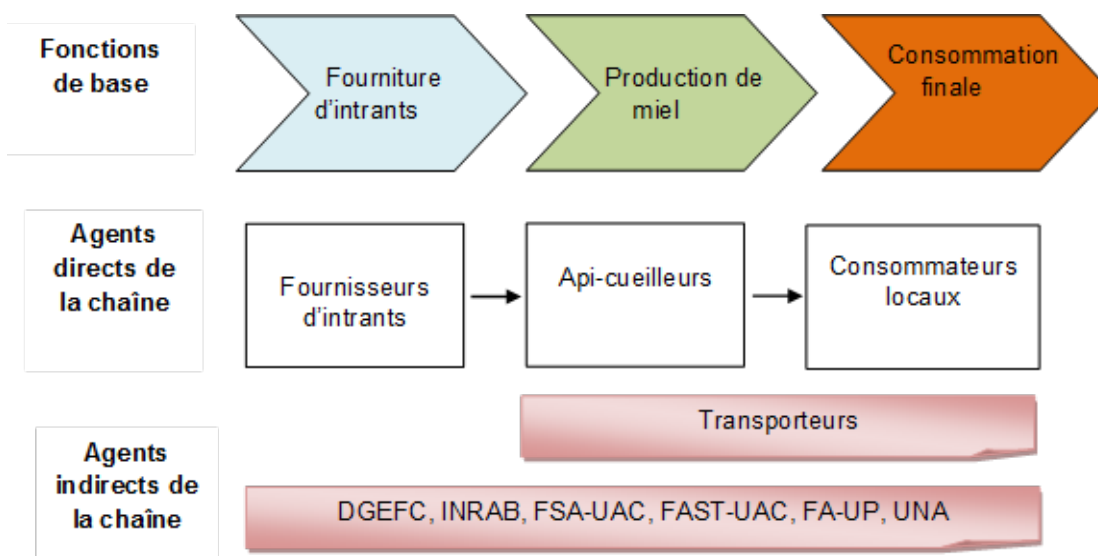 Fonctions
de base
Fourniture
d'intrants
Production de
miel
Consommation
finale
Agents
directs de
la chaîne
Fournisseurs
d'intrants
Api-cueilleurs
Consommateurs
locaux
Agents
indirects de
la chaîne
Transporteurs
DGEFC, INRAB, FSA-UAC, FAST-UAC, FA-UP, UNA